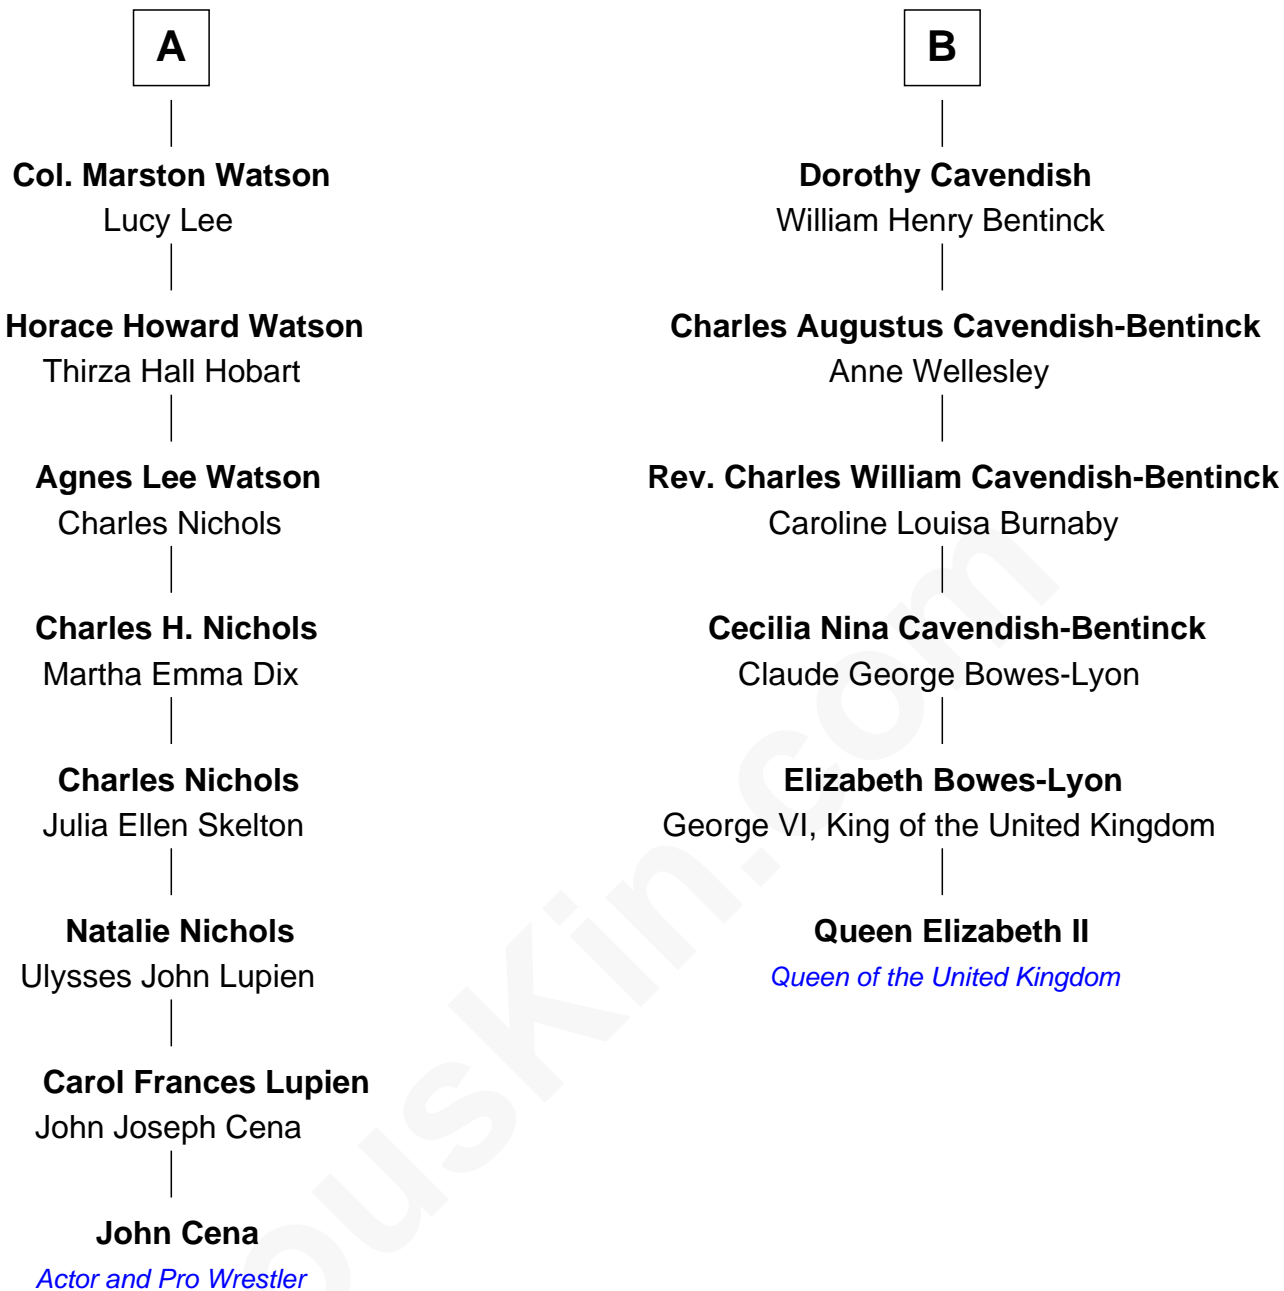 A
Col. Marston Watson
Lucy Lee
Horace Howard Watson
Thirza Hall Hobart
Agnes Lee Watson
Charles Nichols
Charles H. Nichols
Martha Emma Dix
Charles Nichols
Julia Ellen Skelton
Natalie Nichols
Ulysses John Lupien
Carol Frances Lupien
John Joseph Cena
John Cena
Actor and Pro Wrestler
B
Dorothy Cavendish
William Henry Bentinck
Charles Augustus Cavendish-Bentinck
Anne Wellesley
Rev. Charles William Cavendish-Bentinck
Caroline Louisa Burnaby
Cecilia Nina Cavendish-Bentinck
Claude George Bowes-Lyon
Elizabeth Bowes-Lyon
George VI, King of the United Kingdom
Queen Elizabeth II
Queen of the United Kingdom
ousKin.com